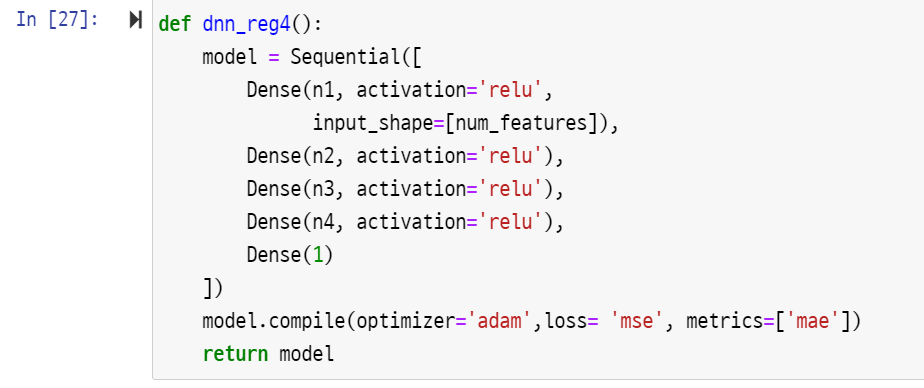 In [27]: def dnn_reg4():
    model = Sequential([
        Dense(n1, activation='relu',
              input_shape=[num_features]),
        Dense(n2, activation='relu'),
        Dense(n3, activation='relu'),
        Dense(n4, activation='relu'),
        Dense(1)
    ])
    model.compile(optimizer='adam',loss= 'mse', metrics=['mae'])
    return model